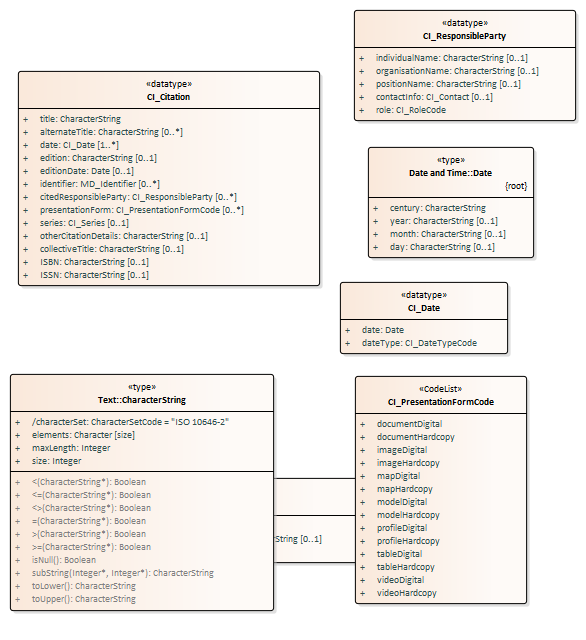 «datatype»
CI_ResponsibleParty
+ individualName: CharacterString [0..1]
+ organisationName: CharacterString [0..1]
+ positionName: CharacterString [0..1]
+ contactInfo: CI_Contact [0..1]
+ role: CI_RoleCode
«datatype»
CI_Citation
+ title: CharacterString
+ alternateTitle: CharacterString [0..*]
+ date: CI_Date [1..*]
+ edition: CharacterString [0..1]
+ editionDate: Date [0..1]
+ identifier: MD_Identifier [0..*]
+ citedResponsibleParty: CI_ResponsibleParty [0..*]
+ presentationForm: CI_PresentationFormCode [0..*]
+ series: CI_Series [0..1]
+ otherCitationDetails: CharacterString [0..1]
+ collectiveTitle: CharacterString [0..1]
+ ISBN: CharacterString [0..1]
+ ISSN: CharacterString [0..1]
«type»
Date and Time::Date
{root}
+ century: CharacterString
+ year: CharacterString [0..1]
+ month: CharacterString [0..1]
+ day: CharacterString [0..1]
«datatype»
CI_Date
+ date: Date
+ dateType: CI_DateTypeCode
«type»
Text::CharacterString
+ /characterSet: CharacterSetCode = "ISO 10646-2"
+ elements: Character [size]
+ maxLength: Integer
+ size: Integer
+ <(CharacterString*): Boolean
+ <=(CharacterString*): Boolean
+ <>(CharacterString*): Boolean
+ =(CharacterString*): Boolean
+ >(CharacterString*): Boolean
+ >=(CharacterString*): Boolean
+ isNull(): Boolean
+ subString(Integer*, Integer*): CharacterString
+ toLower(): CharacterString
+ toUpper(): CharacterString
String [0..1]
«CodeList»
CI_PresentationFormCode
+ documentDigital
+ documentHardcopy
+ imageDigital
+ imageHardcopy
+ mapDigital
+ mapHardcopy
+ modelDigital
+ modelHardcopy
+ profileDigital
+ profileHardcopy
+ tableDigital
+ tableHardcopy
+ videoDigital
+ videoHardcopy